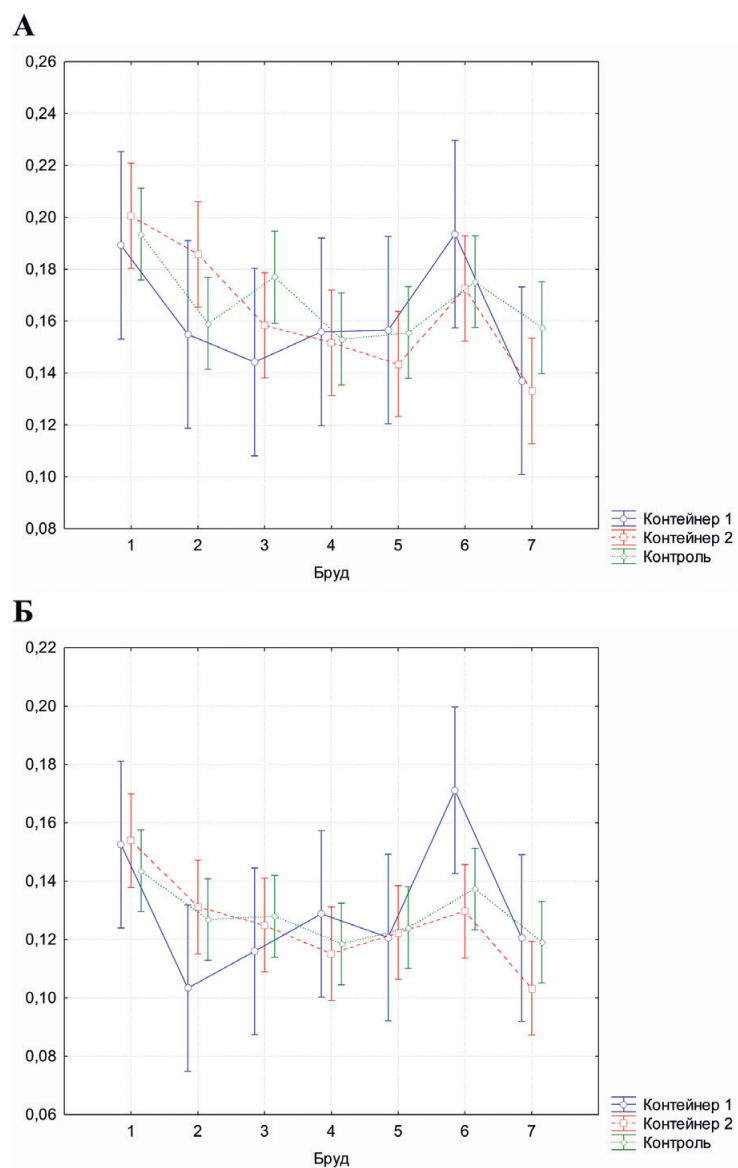 А
0,26
0,24
0,22
0,20
0,18
0,16
0,14
0,12
0,10
0,08
1 2 3 4 5 6 7
Бруд
Контейнер 1
Контейнер 2
Контроль
Б
0,22
0,20
0,18
0,16
0,14
0,12
0,10
0,08
0,06
1 2 3 4 5 6 7
Бруд
Контейнер 1
Контейнер 2
Контроль